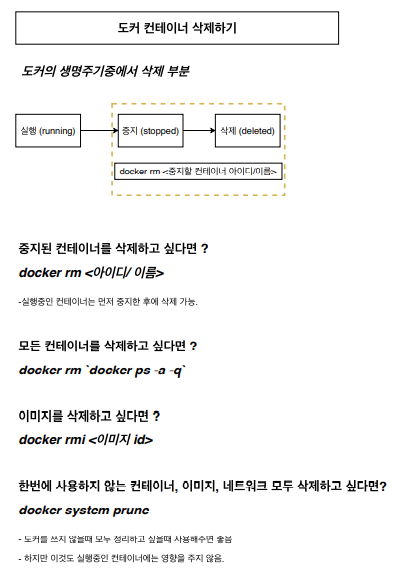 도커 컨테이너 삭제하기
도커의 생명주기중에서 삭제 부분
실행 (running)
중지 (stopped)
삭제 (deleted)
docker rm <중지할 컨테이너 아이디/이름>
중지된 컨테이너를 삭제하고 싶다면 ?
docker rm <아이디/ 이름>
-실행중인 컨테이너는 먼저 중지한 후에 삭제 가능.
모든 컨테이너를 삭제하고 싶다면 ?
docker rm `docker ps -a -q`
이미지를 삭제하고 싶다면 ?
docker rmi <이미지 id>
한번에 사용하지 않는 컨테이너, 이미지, 네트워크 모두 삭제하고 싶다면?
docker system prune
- 도커를 쓰지 않을때 모두 정리하고 싶을때 사용해수면 좋음
- 하지만 이것도 실행중인 컨테이너에는 영향을 주지 않음.